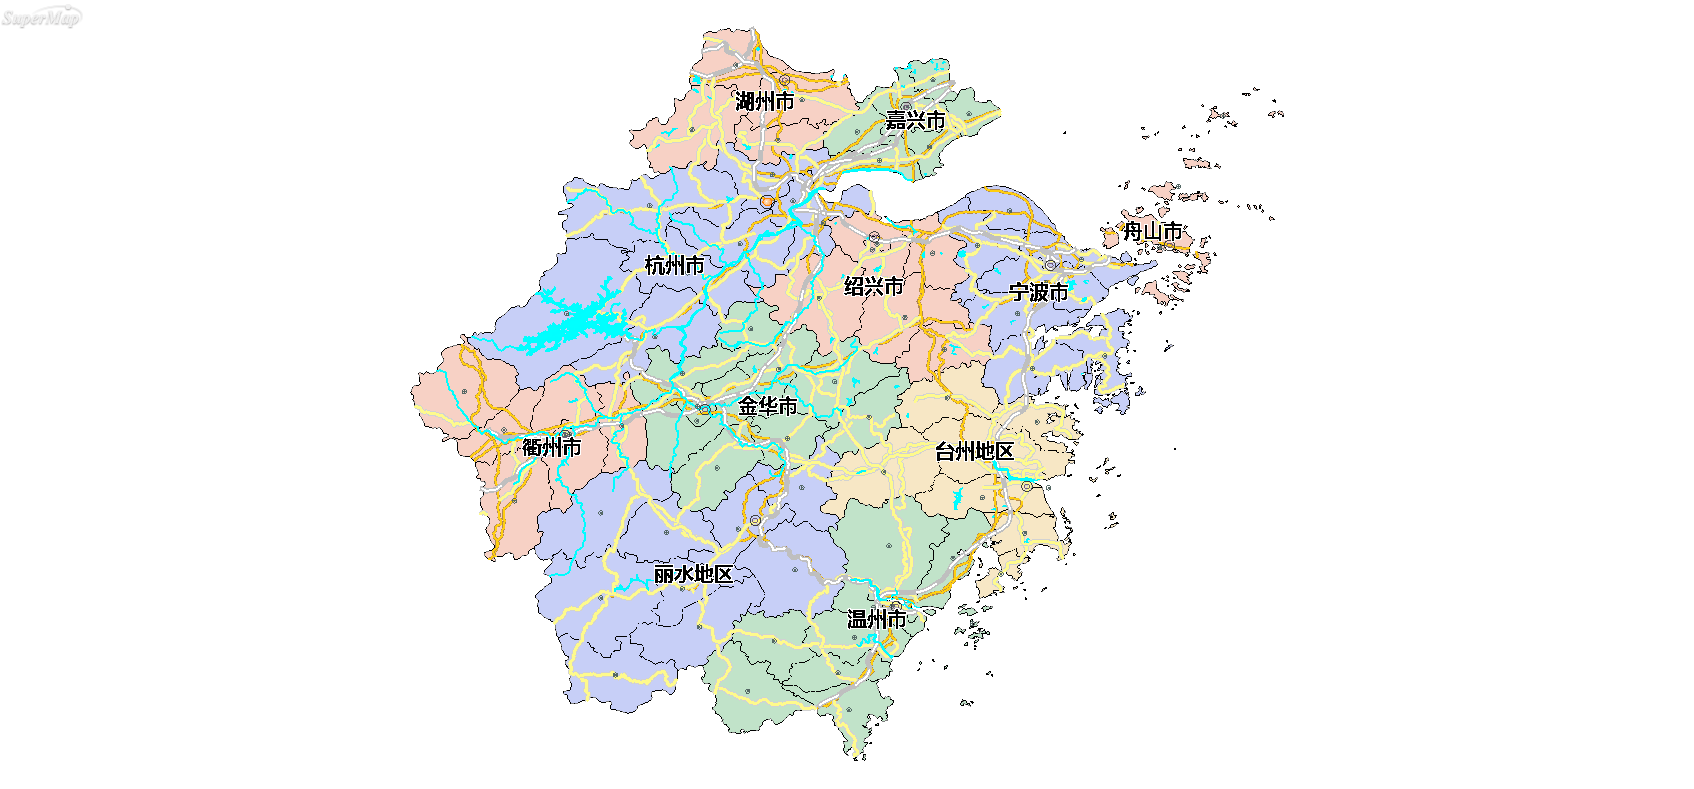 SuperMap
湖州市
嘉兴市
舟山市
杭州市
绍兴市
宁波市
金华市
衢州市
台州地区
丽水地区
温州市